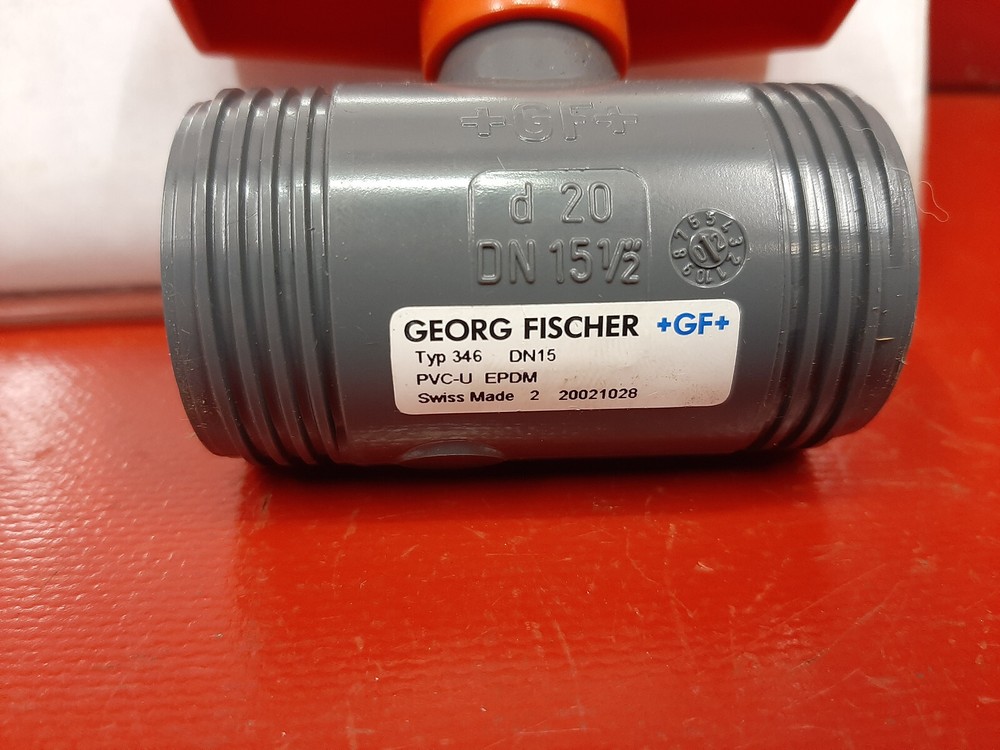 +GF+
d 20
DN 15 ½"
GEORG FISCHER +GF+
Typ 346 DN15
PVC-U EPDM
Swiss Made 2 20021028